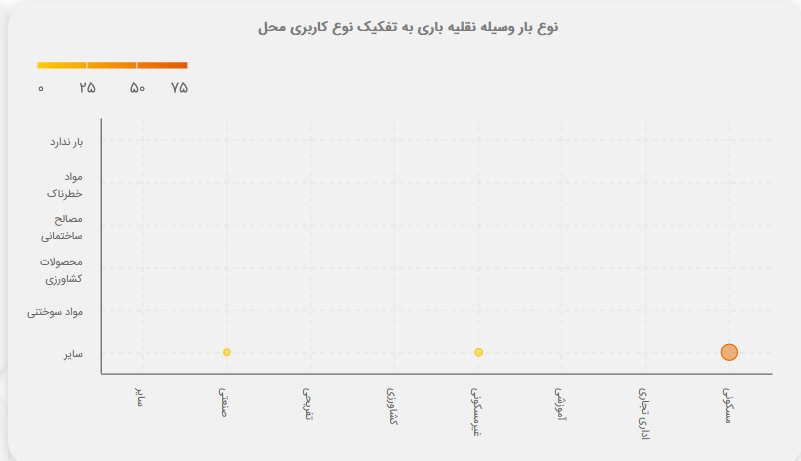 نوع بار وسیله نقلیه باری به تفکیک نوع کاربری محل
۰ ۲۵ ۵۰ ۷۵
بار ندارد
مواد
خطرناک
مصالح
ساختمانی
محصولات
کشاورزی
مواد سوختنی
سایر
سایر
صنعتی
تفریحی
کشاورزی
غیرمسکونی
آموزشی
اداری تجاری
مسکونی